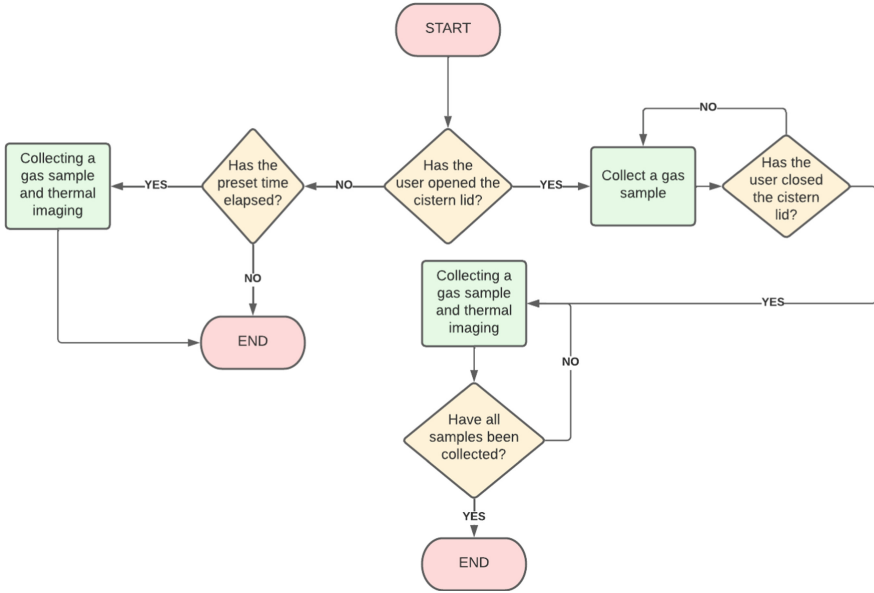 START
NO
Collecting a
gas sample
and thermal
imaging
YES
Has the
preset time
elapsed?
NO
Has the
user opened the
cistern lid?
YES
Collect a gas
sample
Has the
user closed
the cistern
lid?
NO
END
Collecting a
gas sample
and thermal
imaging
YES
NO
Have all
samples been
collected?
YES
END